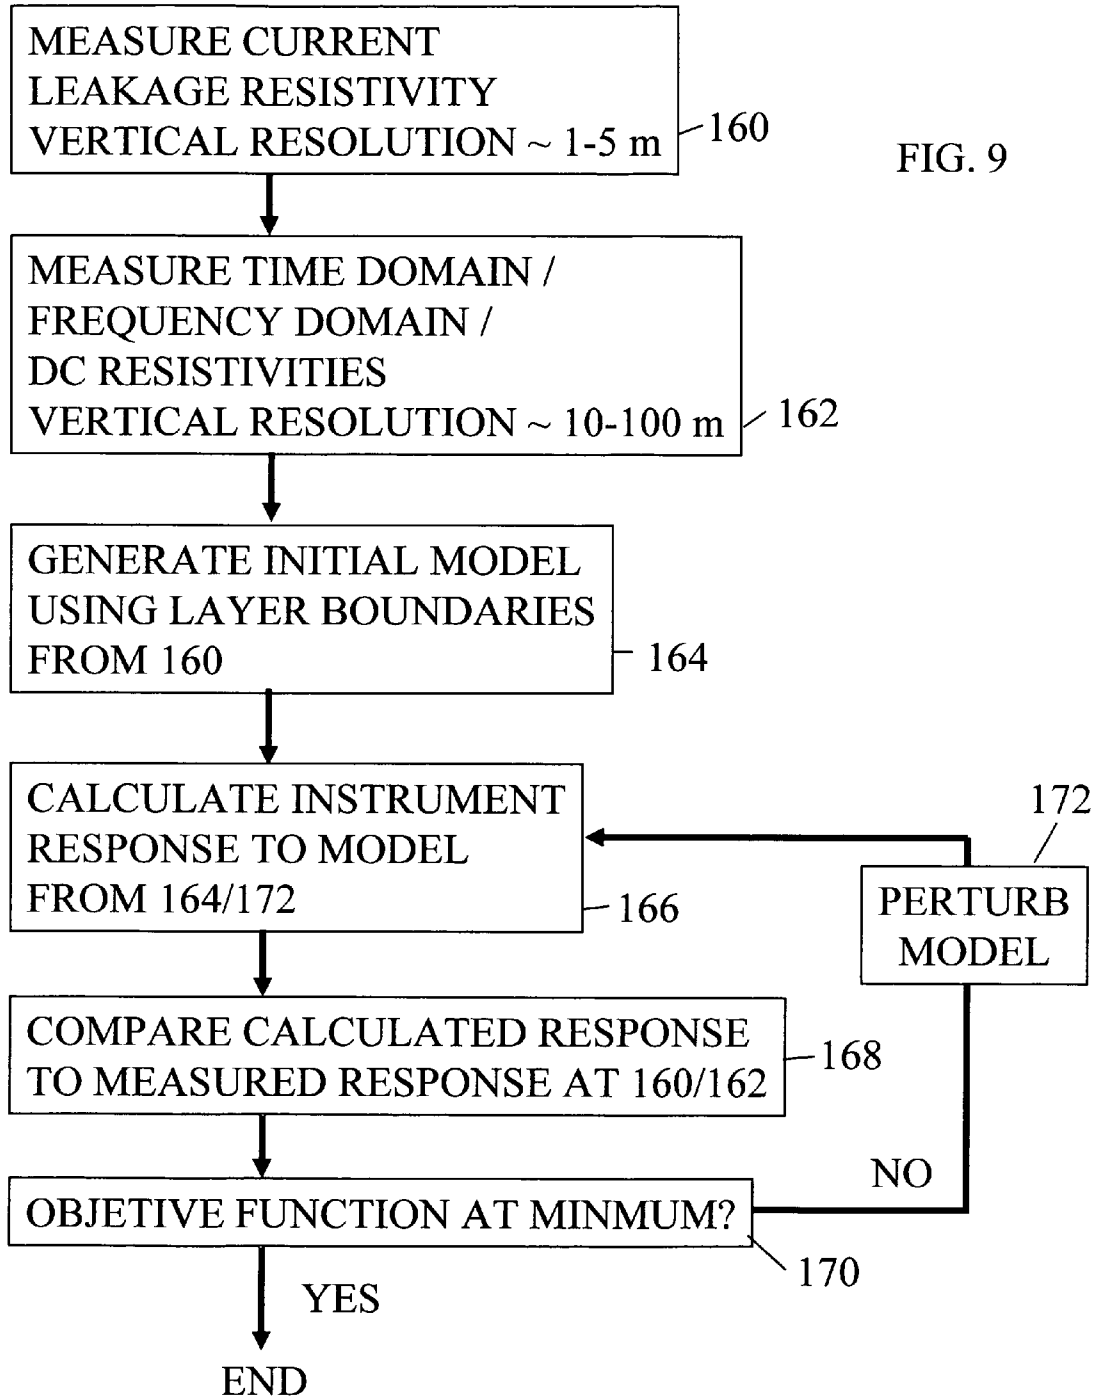 MEASURE CURRENT
LEAKAGE RESISTIVITY
VERTICAL RESOLUTION ~ 1-5 m
160
FIG. 9
MEASURE TIME DOMAIN /
FREQUENCY DOMAIN /
DC RESISTIVITIES
VERTICAL RESOLUTION ~ 10-100 m
162
GENERATE INITIAL MODEL
USING LAYER BOUNDARIES
FROM 160
164
CALCULATE INSTRUMENT
RESPONSE TO MODEL
FROM 164/172
166
172
PERTURB
MODEL
COMPARE CALCULATED RESPONSE
TO MEASURED RESPONSE AT 160/162
168
OBJETIVE FUNCTION AT MINMUM?
170
NO
YES
END